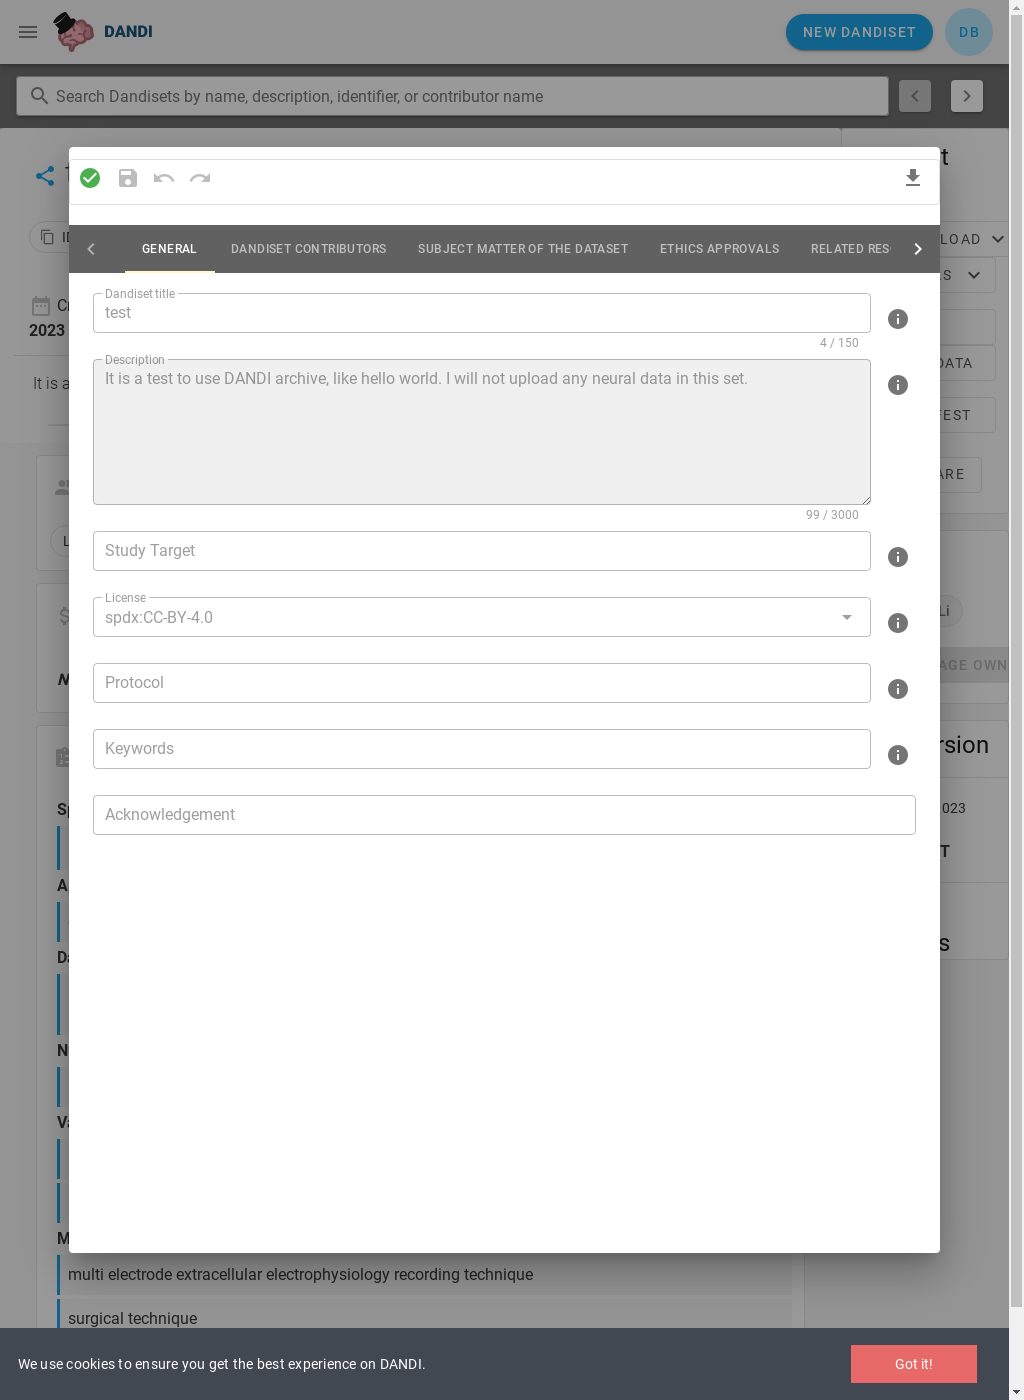 DANDI
NEW DANDISET
DB
Search Dandisets by name, description, identifier, or contributor name
GENERAL
DANDISET CONTRIBUTORS
SUBJECT MATTER OF THE DATASET
ETHICS APPROVALS
RELATED RES
Dandiset title
test
4 / 150
Description
It is a test to use DANDI archive, like hello world. I will not upload any neural data in this set.
99 / 3000
Study Target
License
spdx:CC-BY-4.0
Protocol
Keywords
Acknowledgement
2023
It is a
LOAD
S
DATA
EST
ARE
Li
AGE OWN
rsion
2023
T
s
multi electrode extracellular electrophysiology recording technique
surgical technique
We use cookies to ensure you get the best experience on DANDI.
Got it!